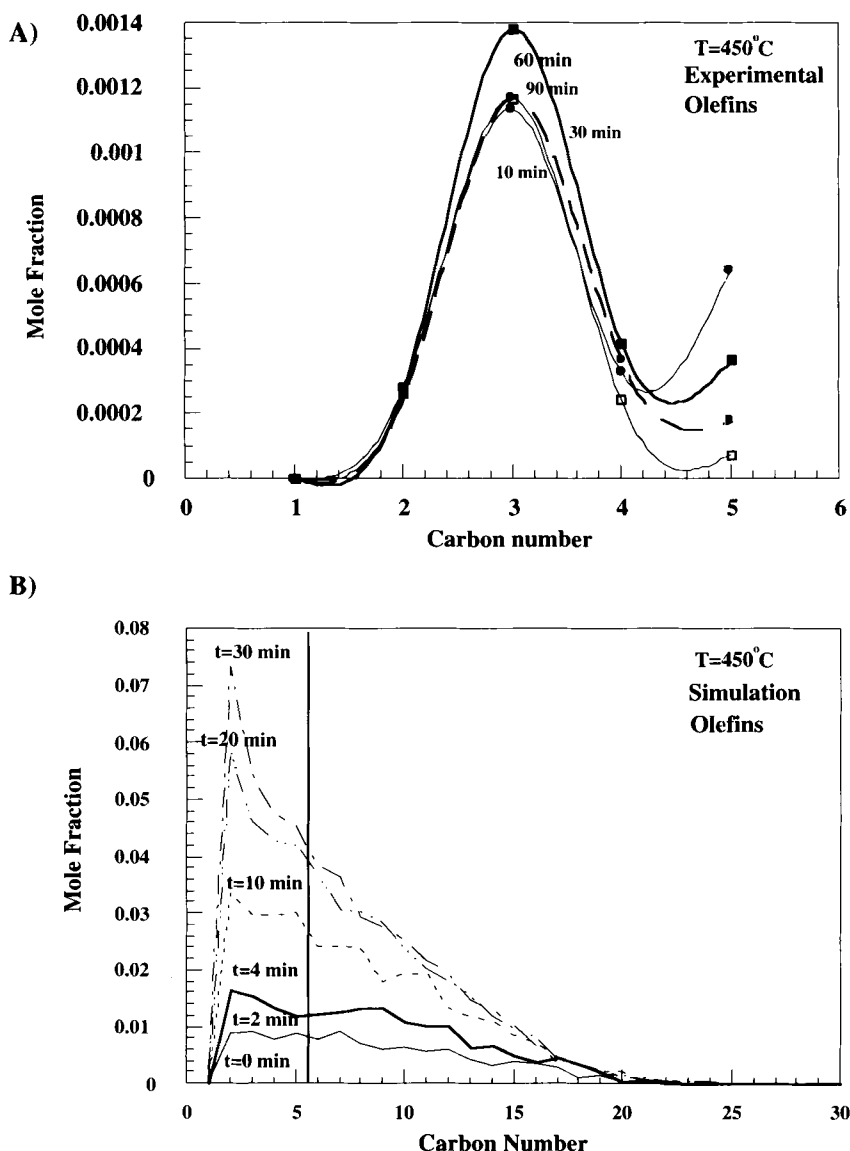 A)
0.0014
0.0012
0.001
0.0008
0.0006
0.0004
0.0002
0
Mole Fraction
T=450°C
Experimental
Olefins
60 min
90 min
30 min
10 min
0 1 2 3 4 5 6
Carbon number
B)
0.08
0.07
0.06
0.05
0.04
0.03
0.02
0.01
0
Mole Fraction
T=450°C
Simulation
Olefins
t=30 min
t=20 min
t=10 min
t=4 min
t=2 min
t=0 min
0 5 10 15 20 25 30
Carbon Number